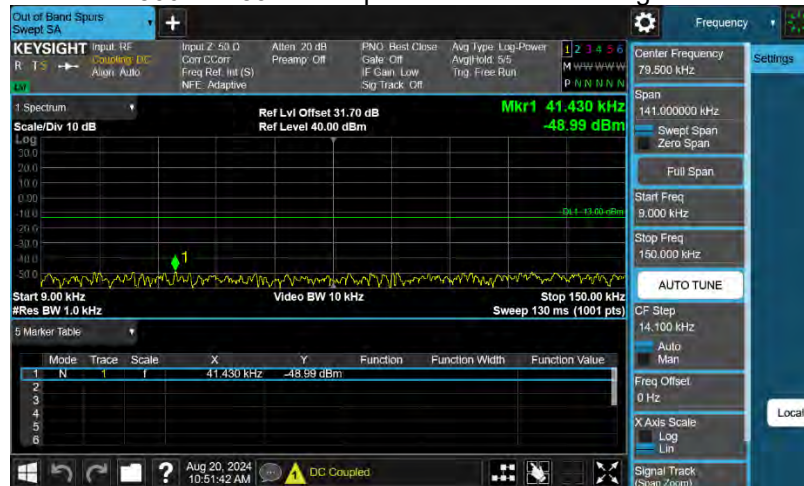 Out of Band Spurs
Swept SA
+
Frequency
KEYSIGHT
R T S
LXI
Input: RF
Coupling: DC
Align: Auto
Input Z: 50 Ω
Corr CCorr
Freq Ref: Int (S)
NFE: Adaptive
Atten: 20 dB
Preamp: Off
PNO: Best Close
Gate: Off
IF Gain: Low
Sig Track: Off
Avg Type: Log-Power
Avg|Hold: 5/5
Trig: Free Run
1 2 3 4 5 6
M W W W W W
P N N N N N
1 Spectrum
Scale/Div 10 dB
Ref Lvl Offset 31.70 dB
Ref Level 40.00 dBm
Mkr1 41.430 kHz
-48.99 dBm
Log
30.0
20.0
10.0
0.00
-10.0
-20.0
-30.0
-40.0
-50.0
DL1 -13.00 dBm
1
Start 9.00 kHz
#Res BW 1.0 kHz
Video BW 10 kHz
Stop 150.00 kHz
Sweep 130 ms (1001 pts)
5 Marker Table
Mode Trace Scale X Y Function Function Width Function Value
1 N 1 f 41.430 kHz -48.99 dBm
2
3
4
5
6
?
Aug 20, 2024
10:51:42 AM
DC Coupled
Center Frequency
79.500 kHz
Span
141.000000 kHz
Swept Span
Zero Span
Full Span
Start Freq
9.000 kHz
Stop Freq
150.000 kHz
AUTO TUNE
CF Step
14.100 kHz
Auto
Man
Freq Offset
0 Hz
X Axis Scale
Log
Lin
Signal Track
(Span Zoom)
Settings
Local